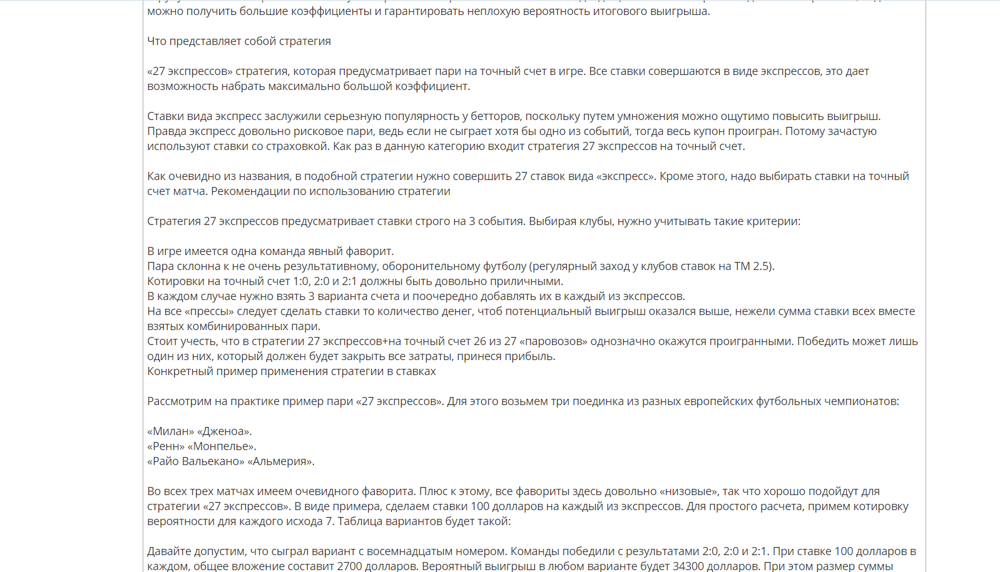 можно получить большие коэффициенты и гарантировать неплохую вероятность итогового выигрыша.
Что представляет собой стратегия
«27 экспрессов» стратегия, которая предусматривает пари на точный счет в игре. Все ставки совершаются в виде экспрессов, это дает
возможность набрать максимально большой коэффициент.
Ставки вида экспресс заслужили серьезную популярность у бетторов, поскольку путем умножения можно ощутимо повысить выигрыш.
Правда экспресс довольно рисковое пари, ведь если не сыграет хотя бы одно из событий, тогда весь купон проигран. Потому зачастую
используют ставки со страховкой. Как раз в данную категорию входит стратегия 27 экспрессов на точный счет.
Как очевидно из названия, в подобной стратегии нужно совершить 27 ставок вида «экспресс». Кроме этого, надо выбирать ставки на точный
счет матча. Рекомендации по использованию стратегии
Стратегия 27 экспрессов предусматривает ставки строго на 3 события. Выбирая клубы, нужно учитывать такие критерии:
В игре имеется одна команда явный фаворит.
Пара склонна к не очень результативному, оборонительному футболу (регулярный заход у клубов ставок на ТМ 2.5).
Котировки на точный счет 1:0, 2:0 и 2:1 должны быть довольно приличными.
В каждом случае нужно взять 3 варианта счета и поочередно добавлять их в каждый из экспрессов.
На все «прессы» следует сделать ставки то количество денег, чтоб потенциальный выигрыш оказался выше, нежели сумма ставки всех вместе
взятых комбинированных пари.
Стоит учесть, что в стратегии 27 экспрессов+на точный счет 26 из 27 «паровозов» однозначно окажутся проигранными. Победить может лишь
один из них, который должен будет закрыть все затраты, принеся прибыль.
Конкретный пример применения стратегии в ставках
Рассмотрим на практике пример пари «27 экспрессов». Для этого возьмем три поединка из разных европейских футбольных чемпионатов:
«Милан» «Дженоа».
«Ренн» «Монпелье».
«Райо Вальекано» «Альмерия».
Во всех трех матчах имеем очевидного фаворита. Плюс к этому, все фавориты здесь довольно «низовые», так что хорошо подойдут для
стратегии «27 экспрессов». В виде примера, сделаем ставки 100 долларов на каждый из экспрессов. Для простого расчета, примем котировку
вероятности для каждого исхода 7. Таблица вариантов будет такой:
Давайте допустим, что сыграл вариант с восемнадцатым номером. Команды победили с результатами 2:0, 2:0 и 2:1. При ставке 100 долларов в
каждом, общее вложение составит 2700 долларов. Вероятный выигрыш в любом варианте будет 34300 долларов. При этом размер суммы